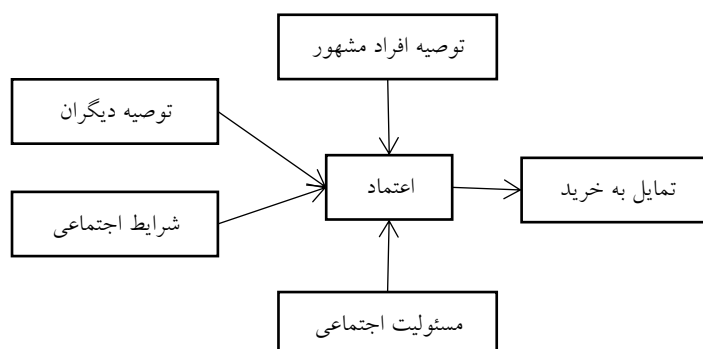 توصیه افراد مشهور
توصیه دیگران
اعتماد
تمایل به خرید
شرایط اجتماعی
مسئولیت اجتماعی